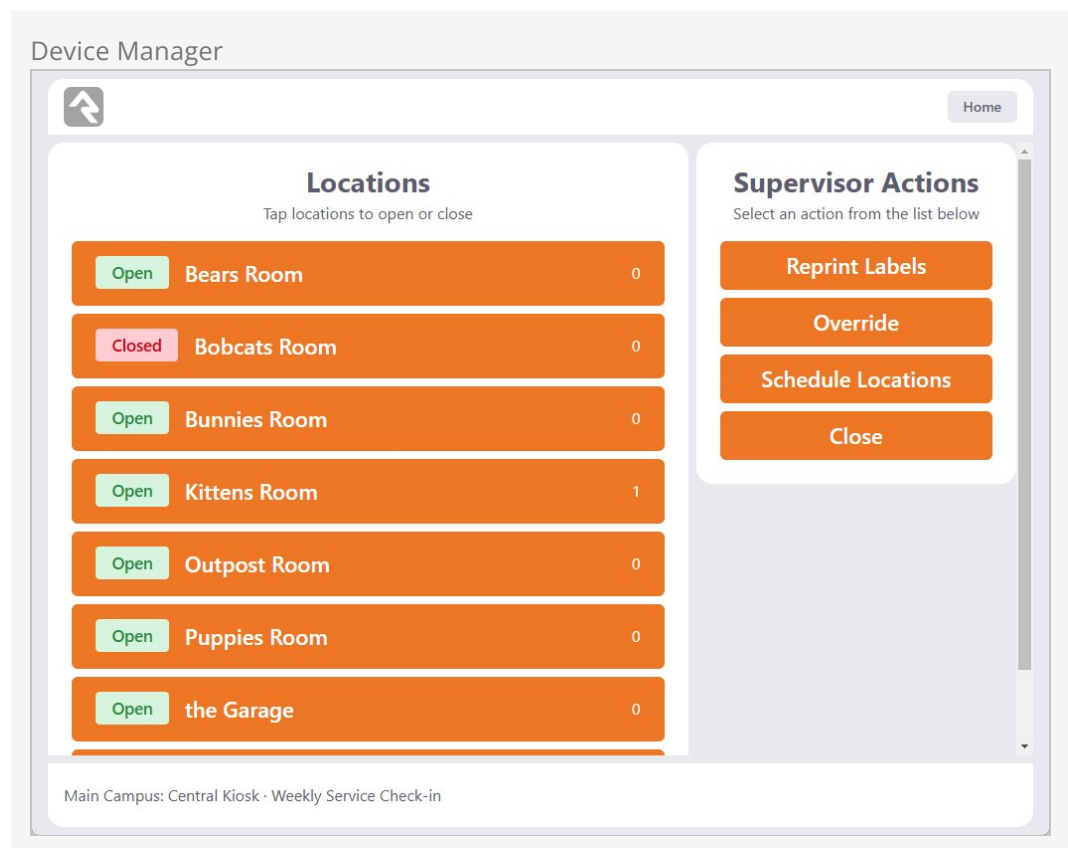 Device Manager
Home
Locations
Tap locations to open or close
Open Bears Room 0
Closed Bobcats Room 0
Open Bunnies Room 0
Open Kittens Room 1
Open Outpost Room 0
Open Puppies Room 0
Open the Garage 0
Supervisor Actions
Select an action from the list below
Reprint Labels
Override
Schedule Locations
Close
Main Campus: Central Kiosk · Weekly Service Check-in